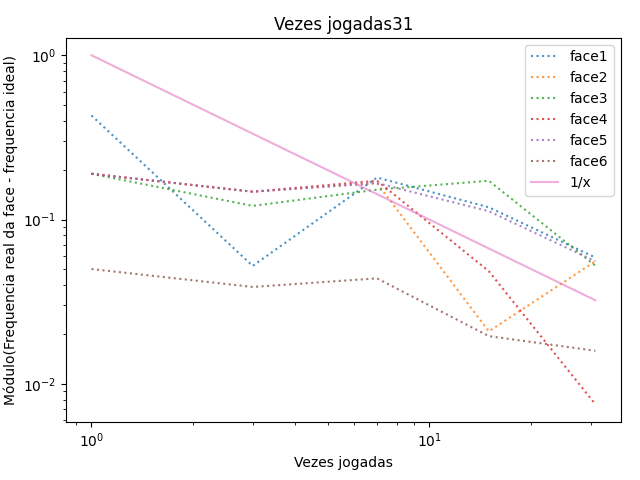 Vezes jogadas31
Módulo(Frequencia real da face - frequencia ideal)
10⁰
10⁻¹
10⁻²
face1
face2
face3
face4
face5
face6
1/x
10⁰
10¹
Vezes jogadas